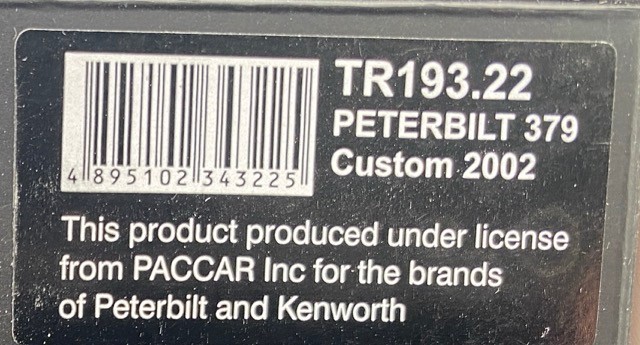 TR193.22
PETERBILT 379
Custom 2002
4 895102 343225
This product produced under license
from PACCAR Inc for the brands
of Peterbilt and Kenworth